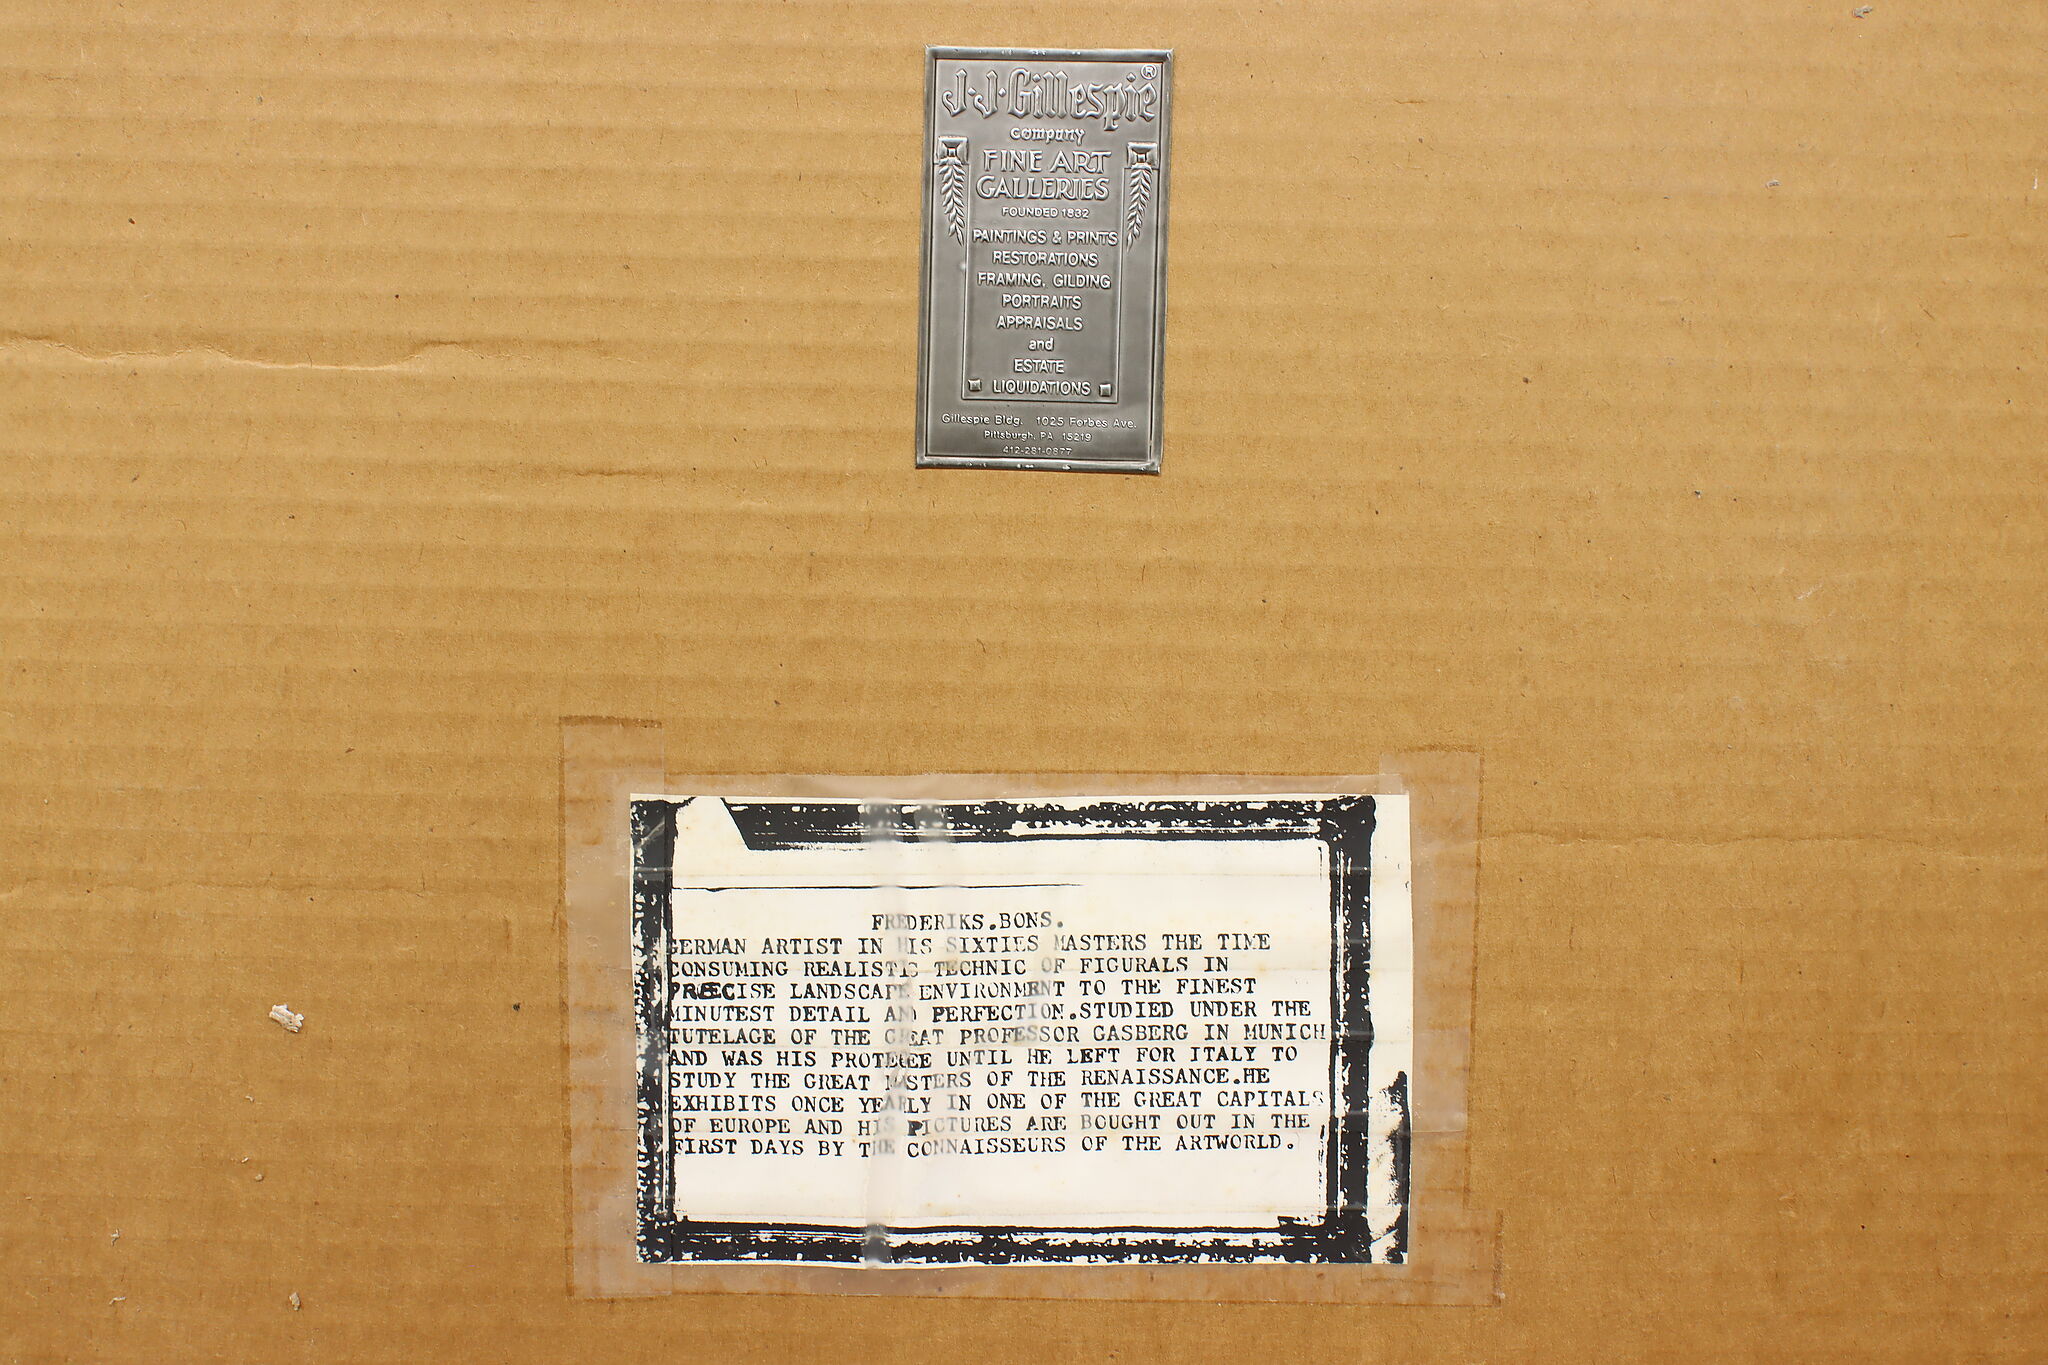 J·J·Gillespie®
company
FINE ART
GALLERIES
FOUNDED 1832
PAINTINGS & PRINTS
RESTORATIONS
FRAMING, GILDING
PORTRAITS
APPRAISALS
and
ESTATE
LIQUIDATIONS
Gillespie Bldg. 1025 Forbes Ave.
Pittsburgh, PA 15219
412-281-0877
FREDERIKS.BONS.
GERMAN ARTIST IN HIS SIXTIES MASTERS THE TIME
CONSUMING REALISTIC TECHNIC OF FIGURALS IN
PRECISE LANDSCAPE ENVIRONMENT TO THE FINEST
MINUTEST DETAIL AND PERFECTION.STUDIED UNDER THE
TUTELAGE OF THE GREAT PROFESSOR GASBERG IN MUNICH
AND WAS HIS PROTEGEE UNTIL HE LEFT FOR ITALY TO
STUDY THE GREAT MASTERS OF THE RENAISSANCE.HE
EXHIBITS ONCE YEARLY IN ONE OF THE GREAT CAPITALS
OF EUROPE AND HIS PICTURES ARE BOUGHT OUT IN THE
FIRST DAYS BY THE CONNAISSEURS OF THE ARTWORLD.